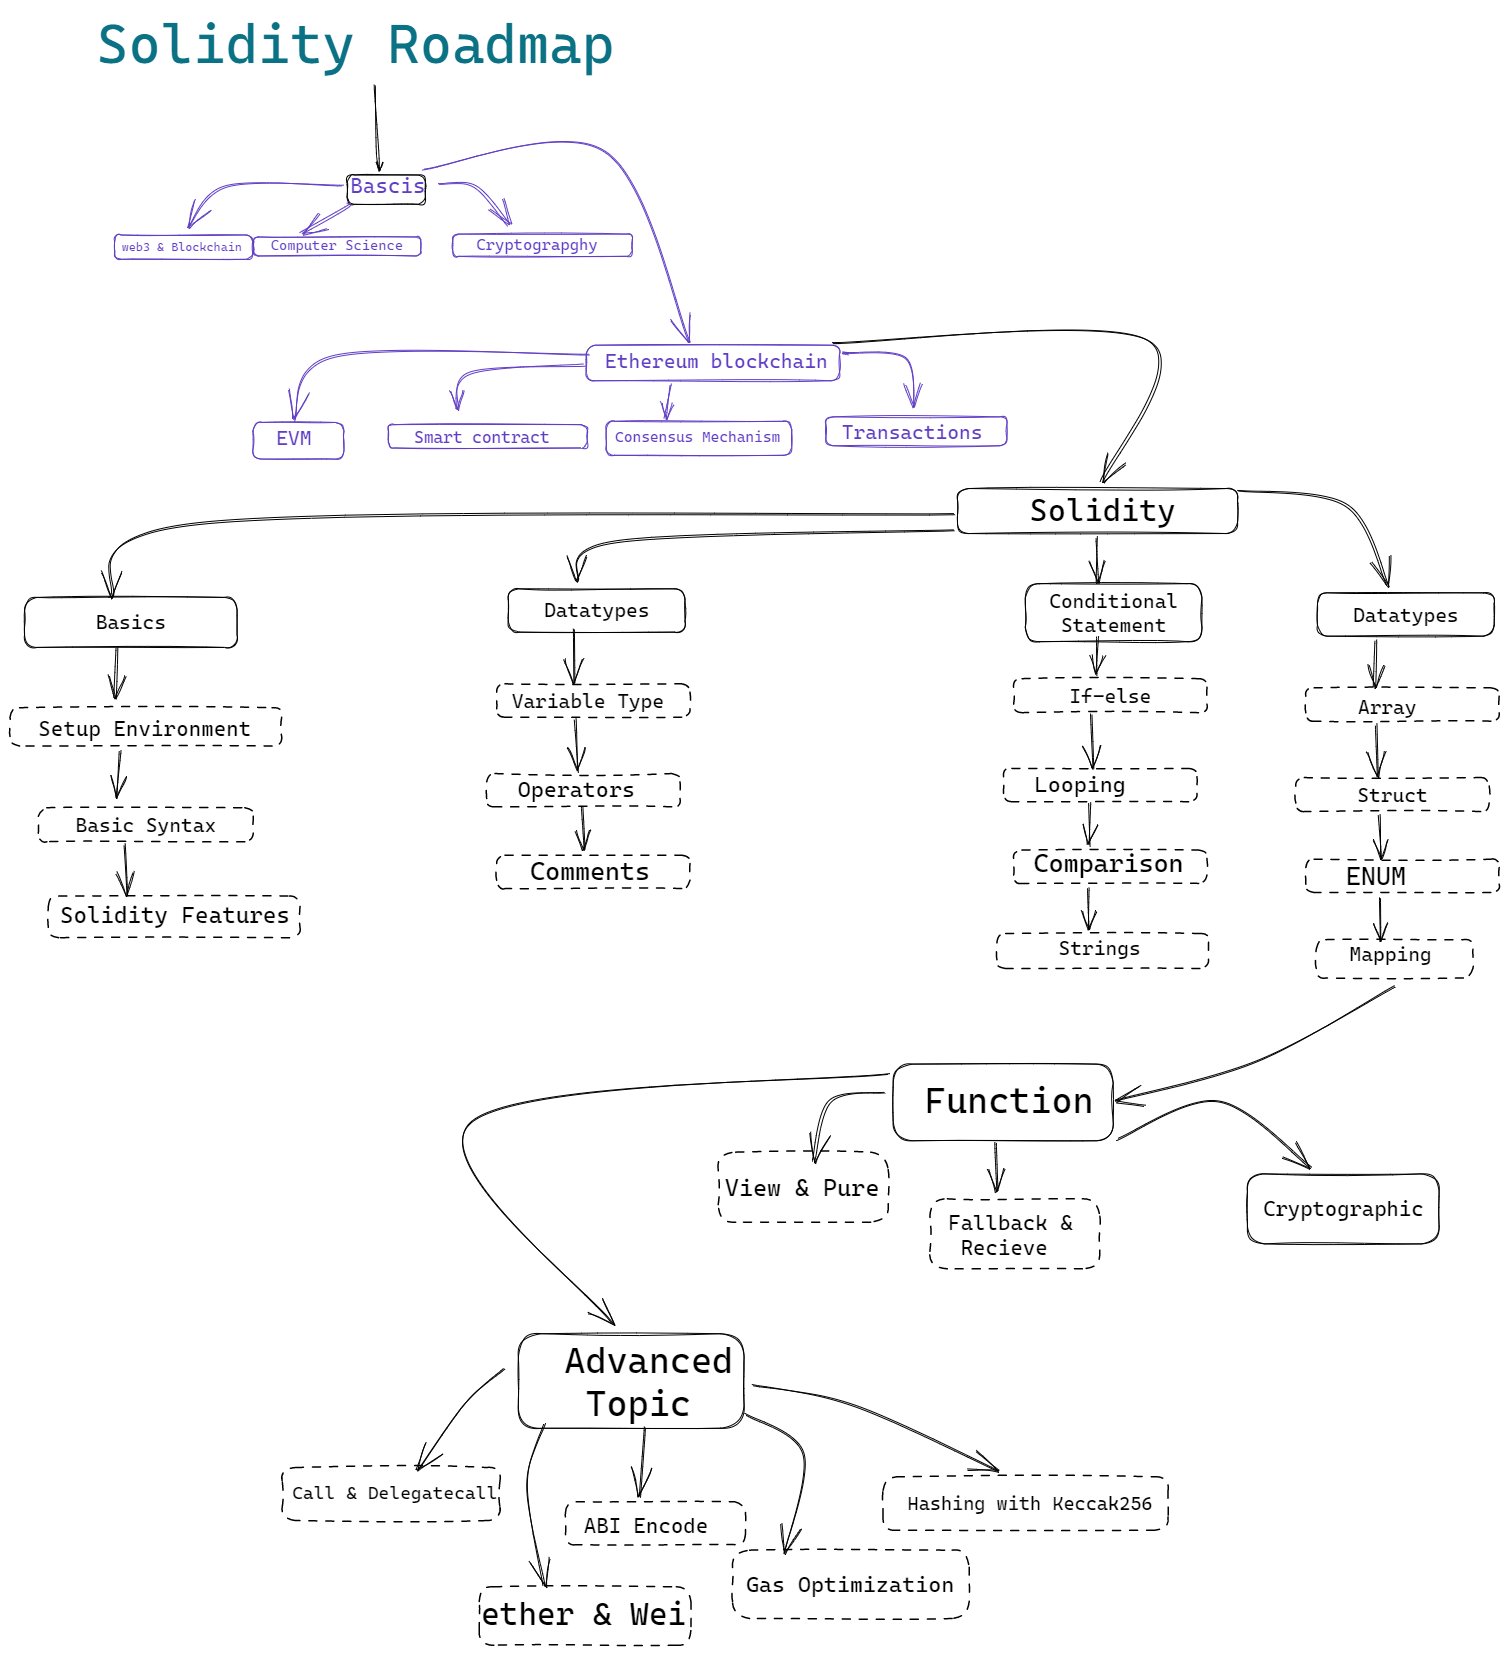 Solidity Roadmap
Bascis
web3 & Blockchain
Computer Science
Cryptograpghy
Ethereum blockchain
EVM
Smart contract
Consensus Mechanism
Transactions
Solidity
Basics
Datatypes
Conditional
Statement
Datatypes
Setup Environment
Variable Type
If-else
Array
Basic Syntax
Operators
Looping
Struct
Solidity Features
Comments
Comparison
ENUM
Strings
Mapping
Function
View & Pure
Fallback &
Recieve
Cryptographic
Advanced
Topic
Call & Delegatecall
ABI Encode
Hashing with Keccak256
ether & Wei
Gas Optimization